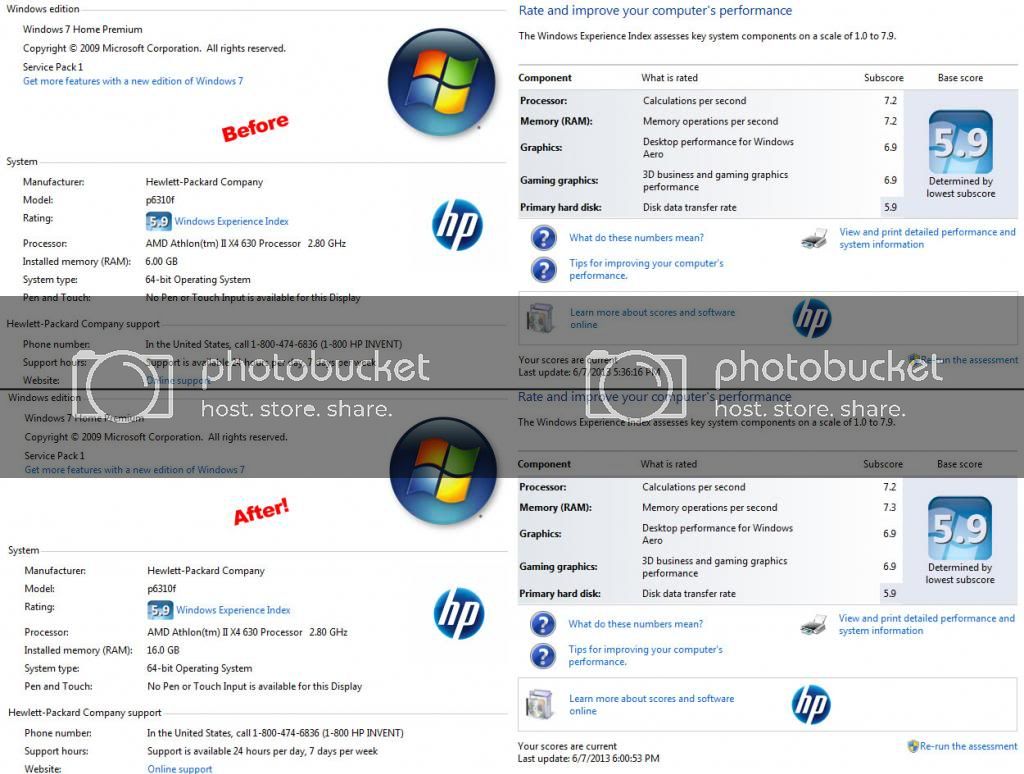 Windows edition
Windows 7 Home Premium
Copyright © 2009 Microsoft Corporation.  All rights reserved.
Service Pack 1
Get more features with a new edition of Windows 7
Before
System
Manufacturer: Hewlett-Packard Company
Model: p6310f
Rating: 5.9 Windows Experience Index
Processor: AMD Athlon(tm) II X4 630 Processor   2.80 GHz
Installed memory (RAM): 6.00 GB
System type: 64-bit Operating System
Pen and Touch: No Pen or Touch Input is available for this Display
hp
Hewlett-Packard Company support
Phone number: In the United States, call 1-800-474-6836 (1-800 HP INVENT)
Support hours: Support is available 24 hours per day, 7 days per week
Website: Online support
Rate and improve your computer's performance
The Windows Experience Index assesses key system components on a scale of 1.0 to 7.9.
Component What is rated Subscore Base score
Processor: Calculations per second 7.2
Memory (RAM): Memory operations per second 7.2
Graphics: Desktop performance for Windows Aero 6.9
Gaming graphics: 3D business and gaming graphics performance 6.9
Primary hard disk: Disk data transfer rate 5.9
5.9
Determined by
lowest subscore
What do these numbers mean?
Tips for improving your computer's
performance.
View and print detailed performance and
system information
Learn more about scores and software
online
hp
Your scores are current
Last update: 6/7/2013 5:36:16 PM
Re-run the assessment
photobucket
host. store. share.
photobucket
host. store. share.
Windows edition
Windows 7 Home Premium
Copyright © 2009 Microsoft Corporation.  All rights reserved.
Service Pack 1
Get more features with a new edition of Windows 7
After!
System
Manufacturer: Hewlett-Packard Company
Model: p6310f
Rating: 5.9 Windows Experience Index
Processor: AMD Athlon(tm) II X4 630 Processor   2.80 GHz
Installed memory (RAM): 16.0 GB
System type: 64-bit Operating System
Pen and Touch: No Pen or Touch Input is available for this Display
hp
Hewlett-Packard Company support
Phone number: In the United States, call 1-800-474-6836 (1-800 HP INVENT)
Support hours: Support is available 24 hours per day, 7 days per week
Website: Online support
Rate and improve your computer's performance
The Windows Experience Index assesses key system components on a scale of 1.0 to 7.9.
Component What is rated Subscore Base score
Processor: Calculations per second 7.2
Memory (RAM): Memory operations per second 7.3
Graphics: Desktop performance for Windows Aero 6.9
Gaming graphics: 3D business and gaming graphics performance 6.9
Primary hard disk: Disk data transfer rate 5.9
5.9
Determined by
lowest subscore
What do these numbers mean?
Tips for improving your computer's
performance.
View and print detailed performance and
system information
Learn more about scores and software
online
hp
Your scores are current
Last update: 6/7/2013 6:00:53 PM
Re-run the assessment